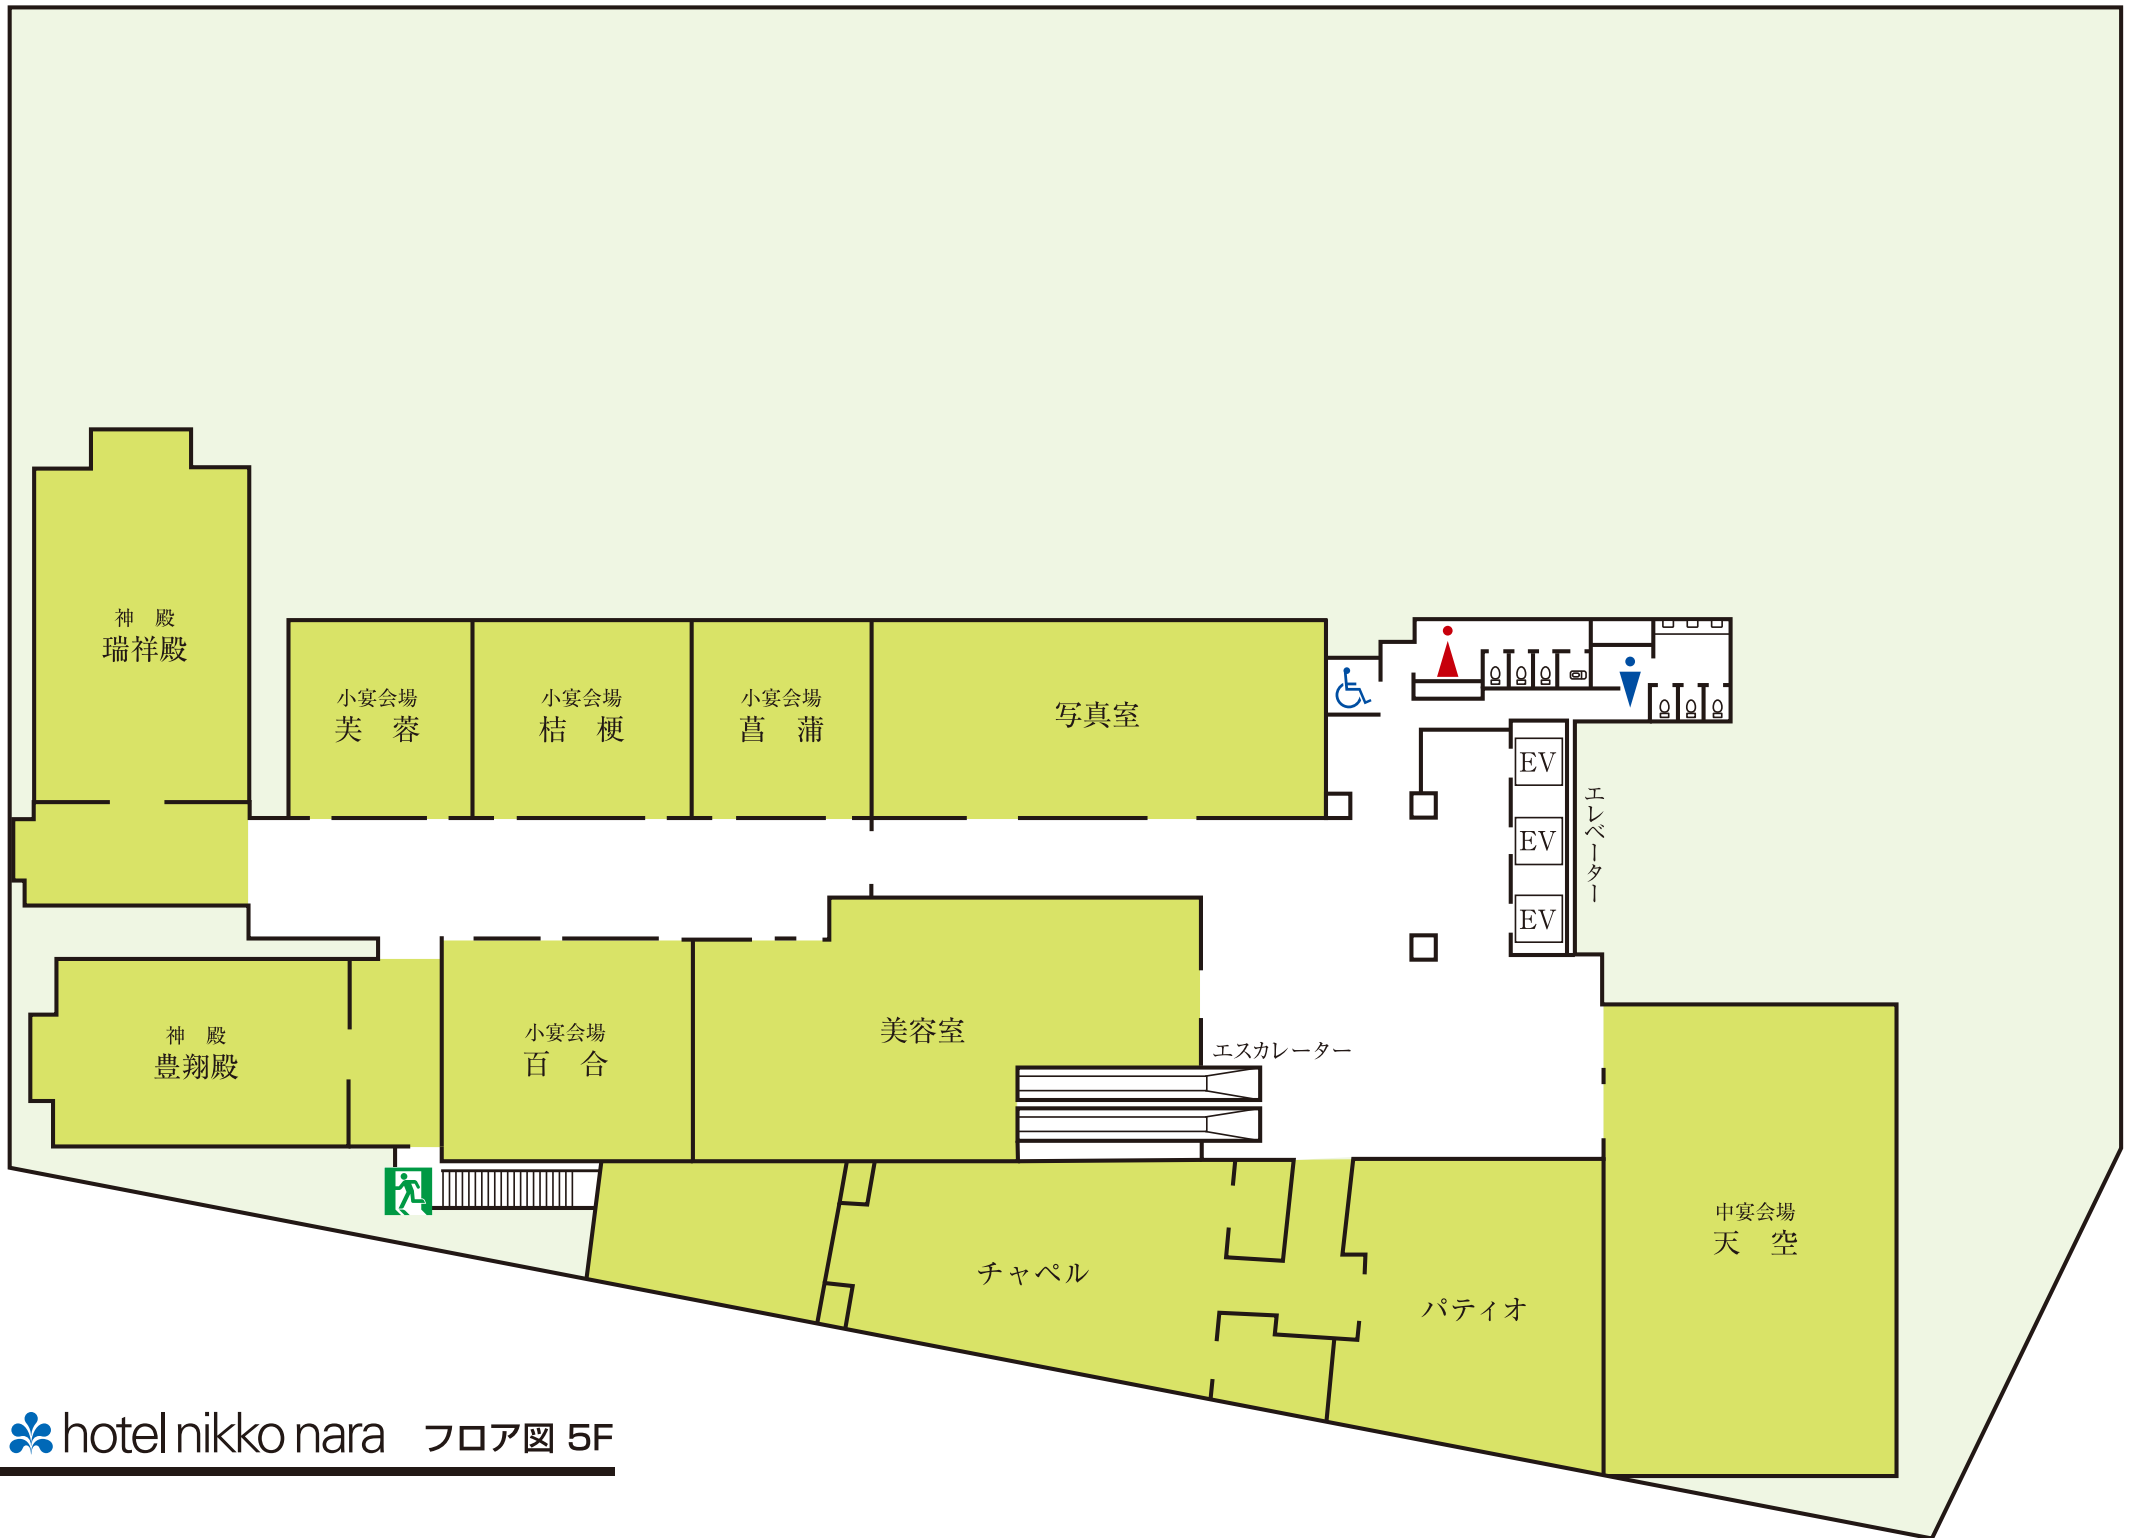 神 殿
瑞祥殿
小宴会場
芙 蓉
小宴会場
桔 梗
小宴会場
菖 蒲
写真室
EV
EV
EV
エレベーター
神 殿
豊翔殿
小宴会場
百 合
美容室
エスカレーター
チャペル
パティオ
中宴会場
天 空
hotel nikko nara フロア図 5F